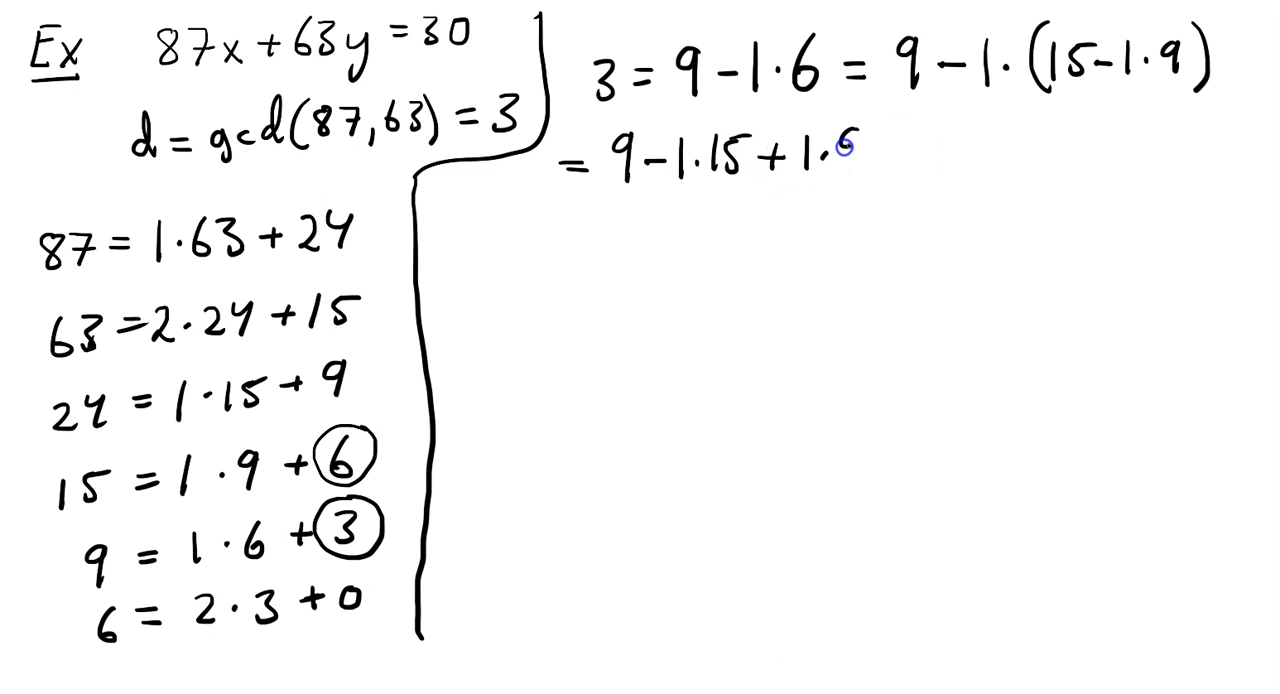 Ex 87x + 63y = 30
d = gcd(87,63) = 3
87 = 1·63 + 24
63 = 2·24 + 15
24 = 1·15 + 9
15 = 1·9 + 6
9 = 1·6 + 3
6 = 2·3 + 0
3 = 9 - 1·6 = 9 - 1·(15 - 1·9)
= 9 - 1·15 + 1·